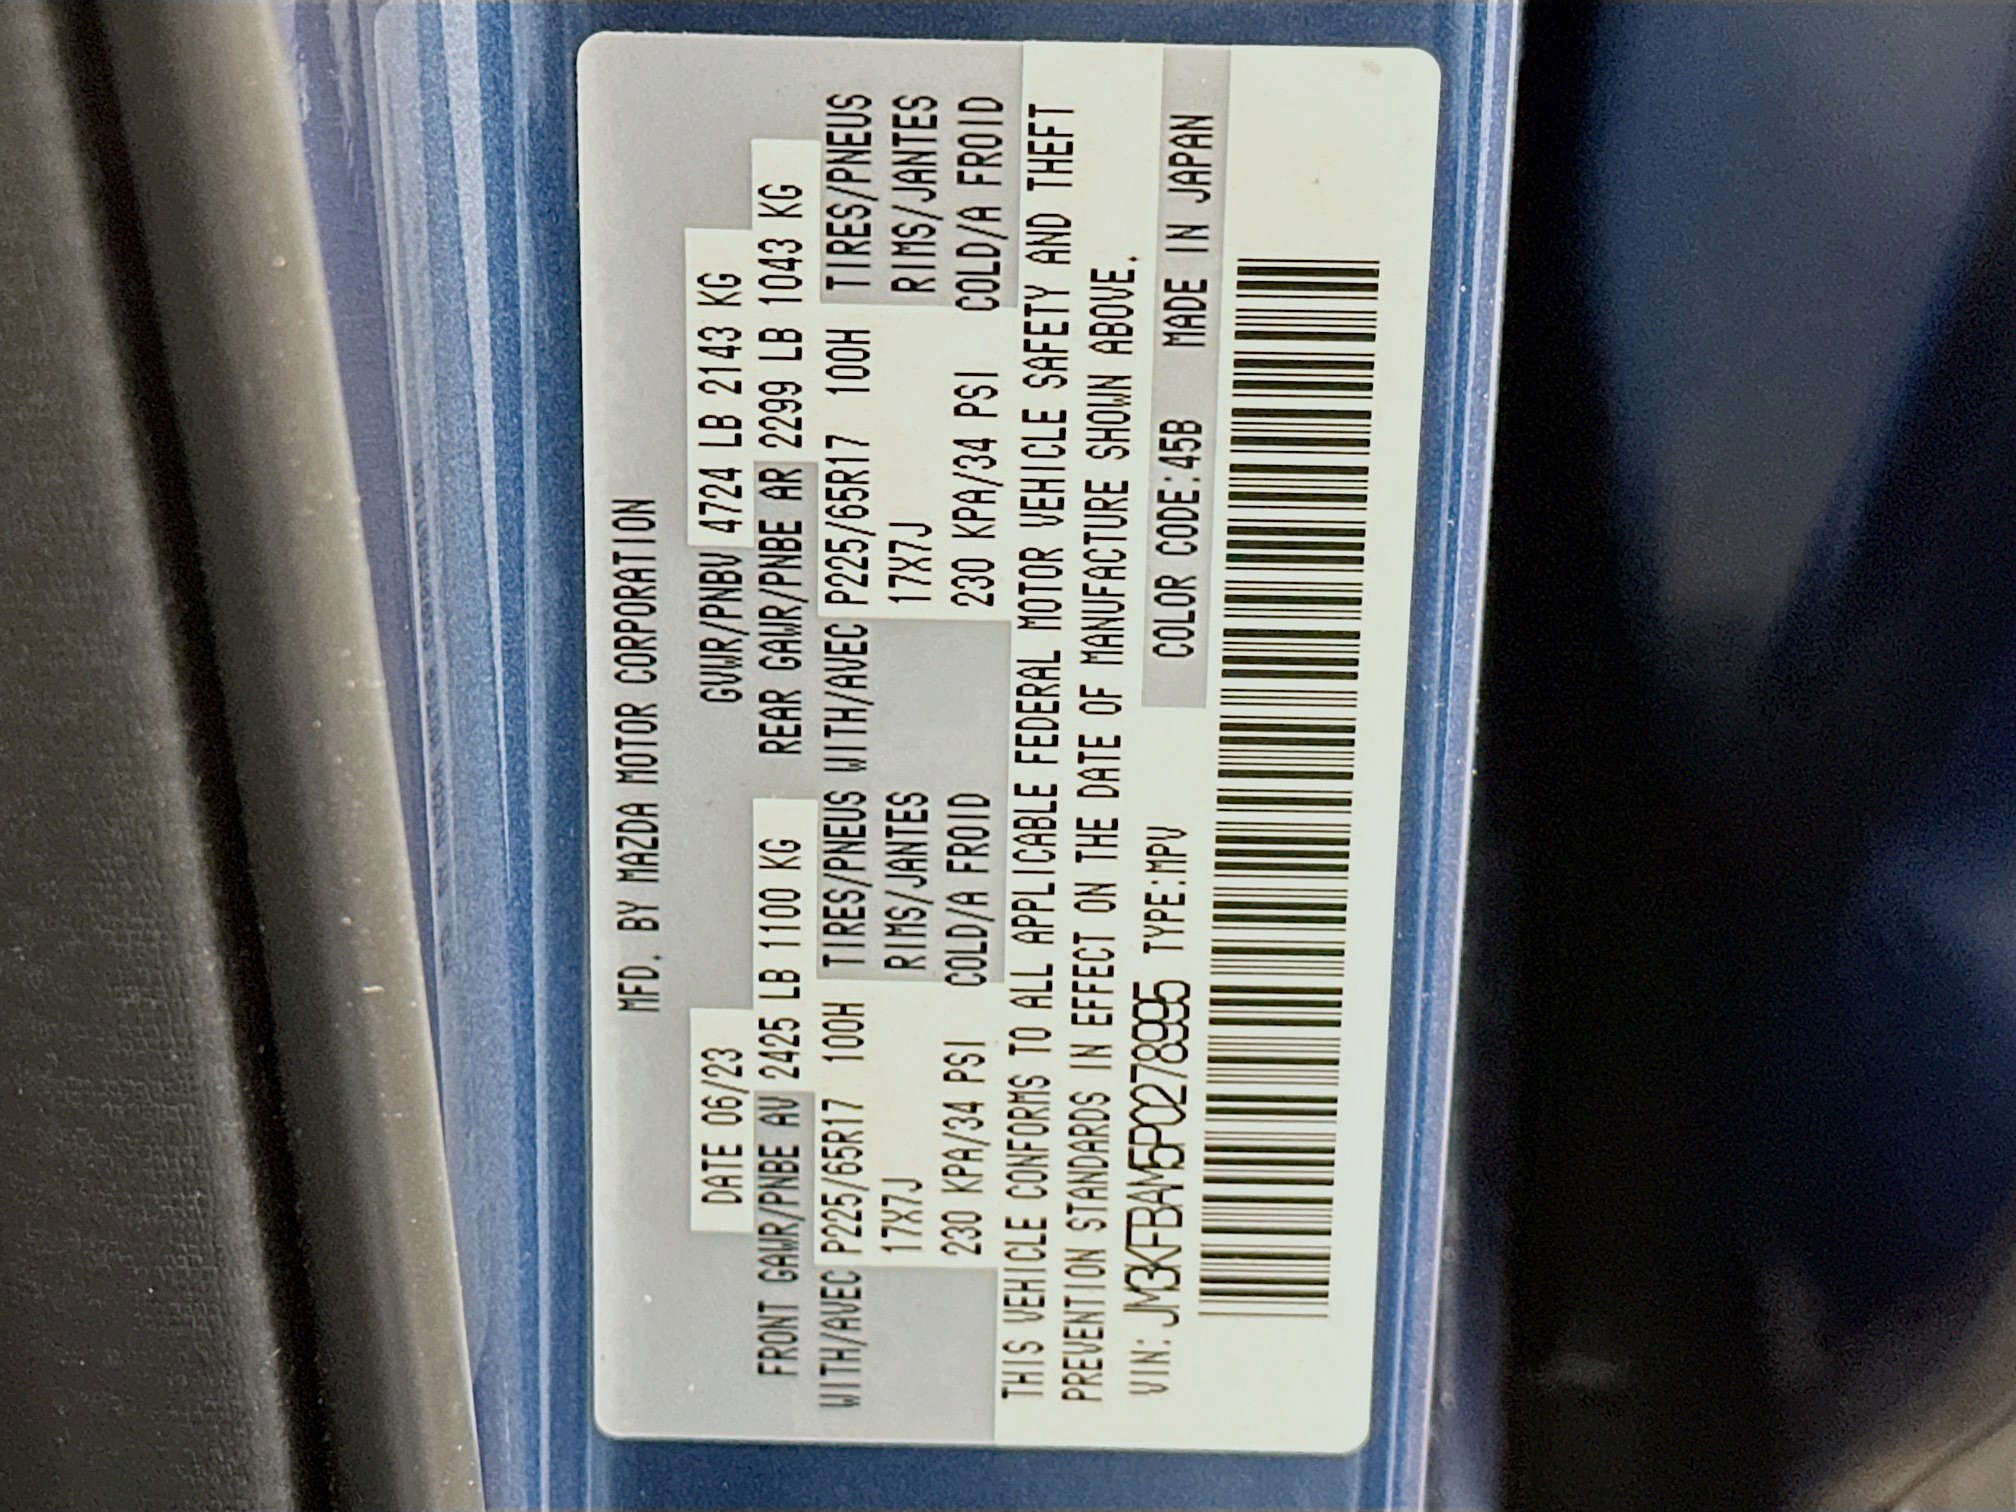 MFD. BY MAZDA MOTOR CORPORATION
DATE 06/23 GVWR/PNBV 4724 LB 2143 KG
FRONT GAWR/PNBE AV 2425 LB 1100 KG REAR GAWR/PNBE AR 2299 LB 1043 KG
WITH/AVEC P225/65R17 100H TIRES/PNEUS WITH/AVEC P225/65R17 100H TIRES/PNEUS
17X7J RIMS/JANTES 17X7J RIMS/JANTES
230 KPA/34 PSI COLD/A FROID 230 KPA/34 PSI COLD/A FROID
THIS VEHICLE CONFORMS TO ALL APPLICABLE FEDERAL MOTOR VEHICLE SAFETY AND THEFT
PREVENTION STANDARDS IN EFFECT ON THE DATE OF MANUFACTURE SHOWN ABOVE.
VIN: JM3KFBAM5P0278995 TYPE:MPV COLOR CODE:45B MADE IN JAPAN